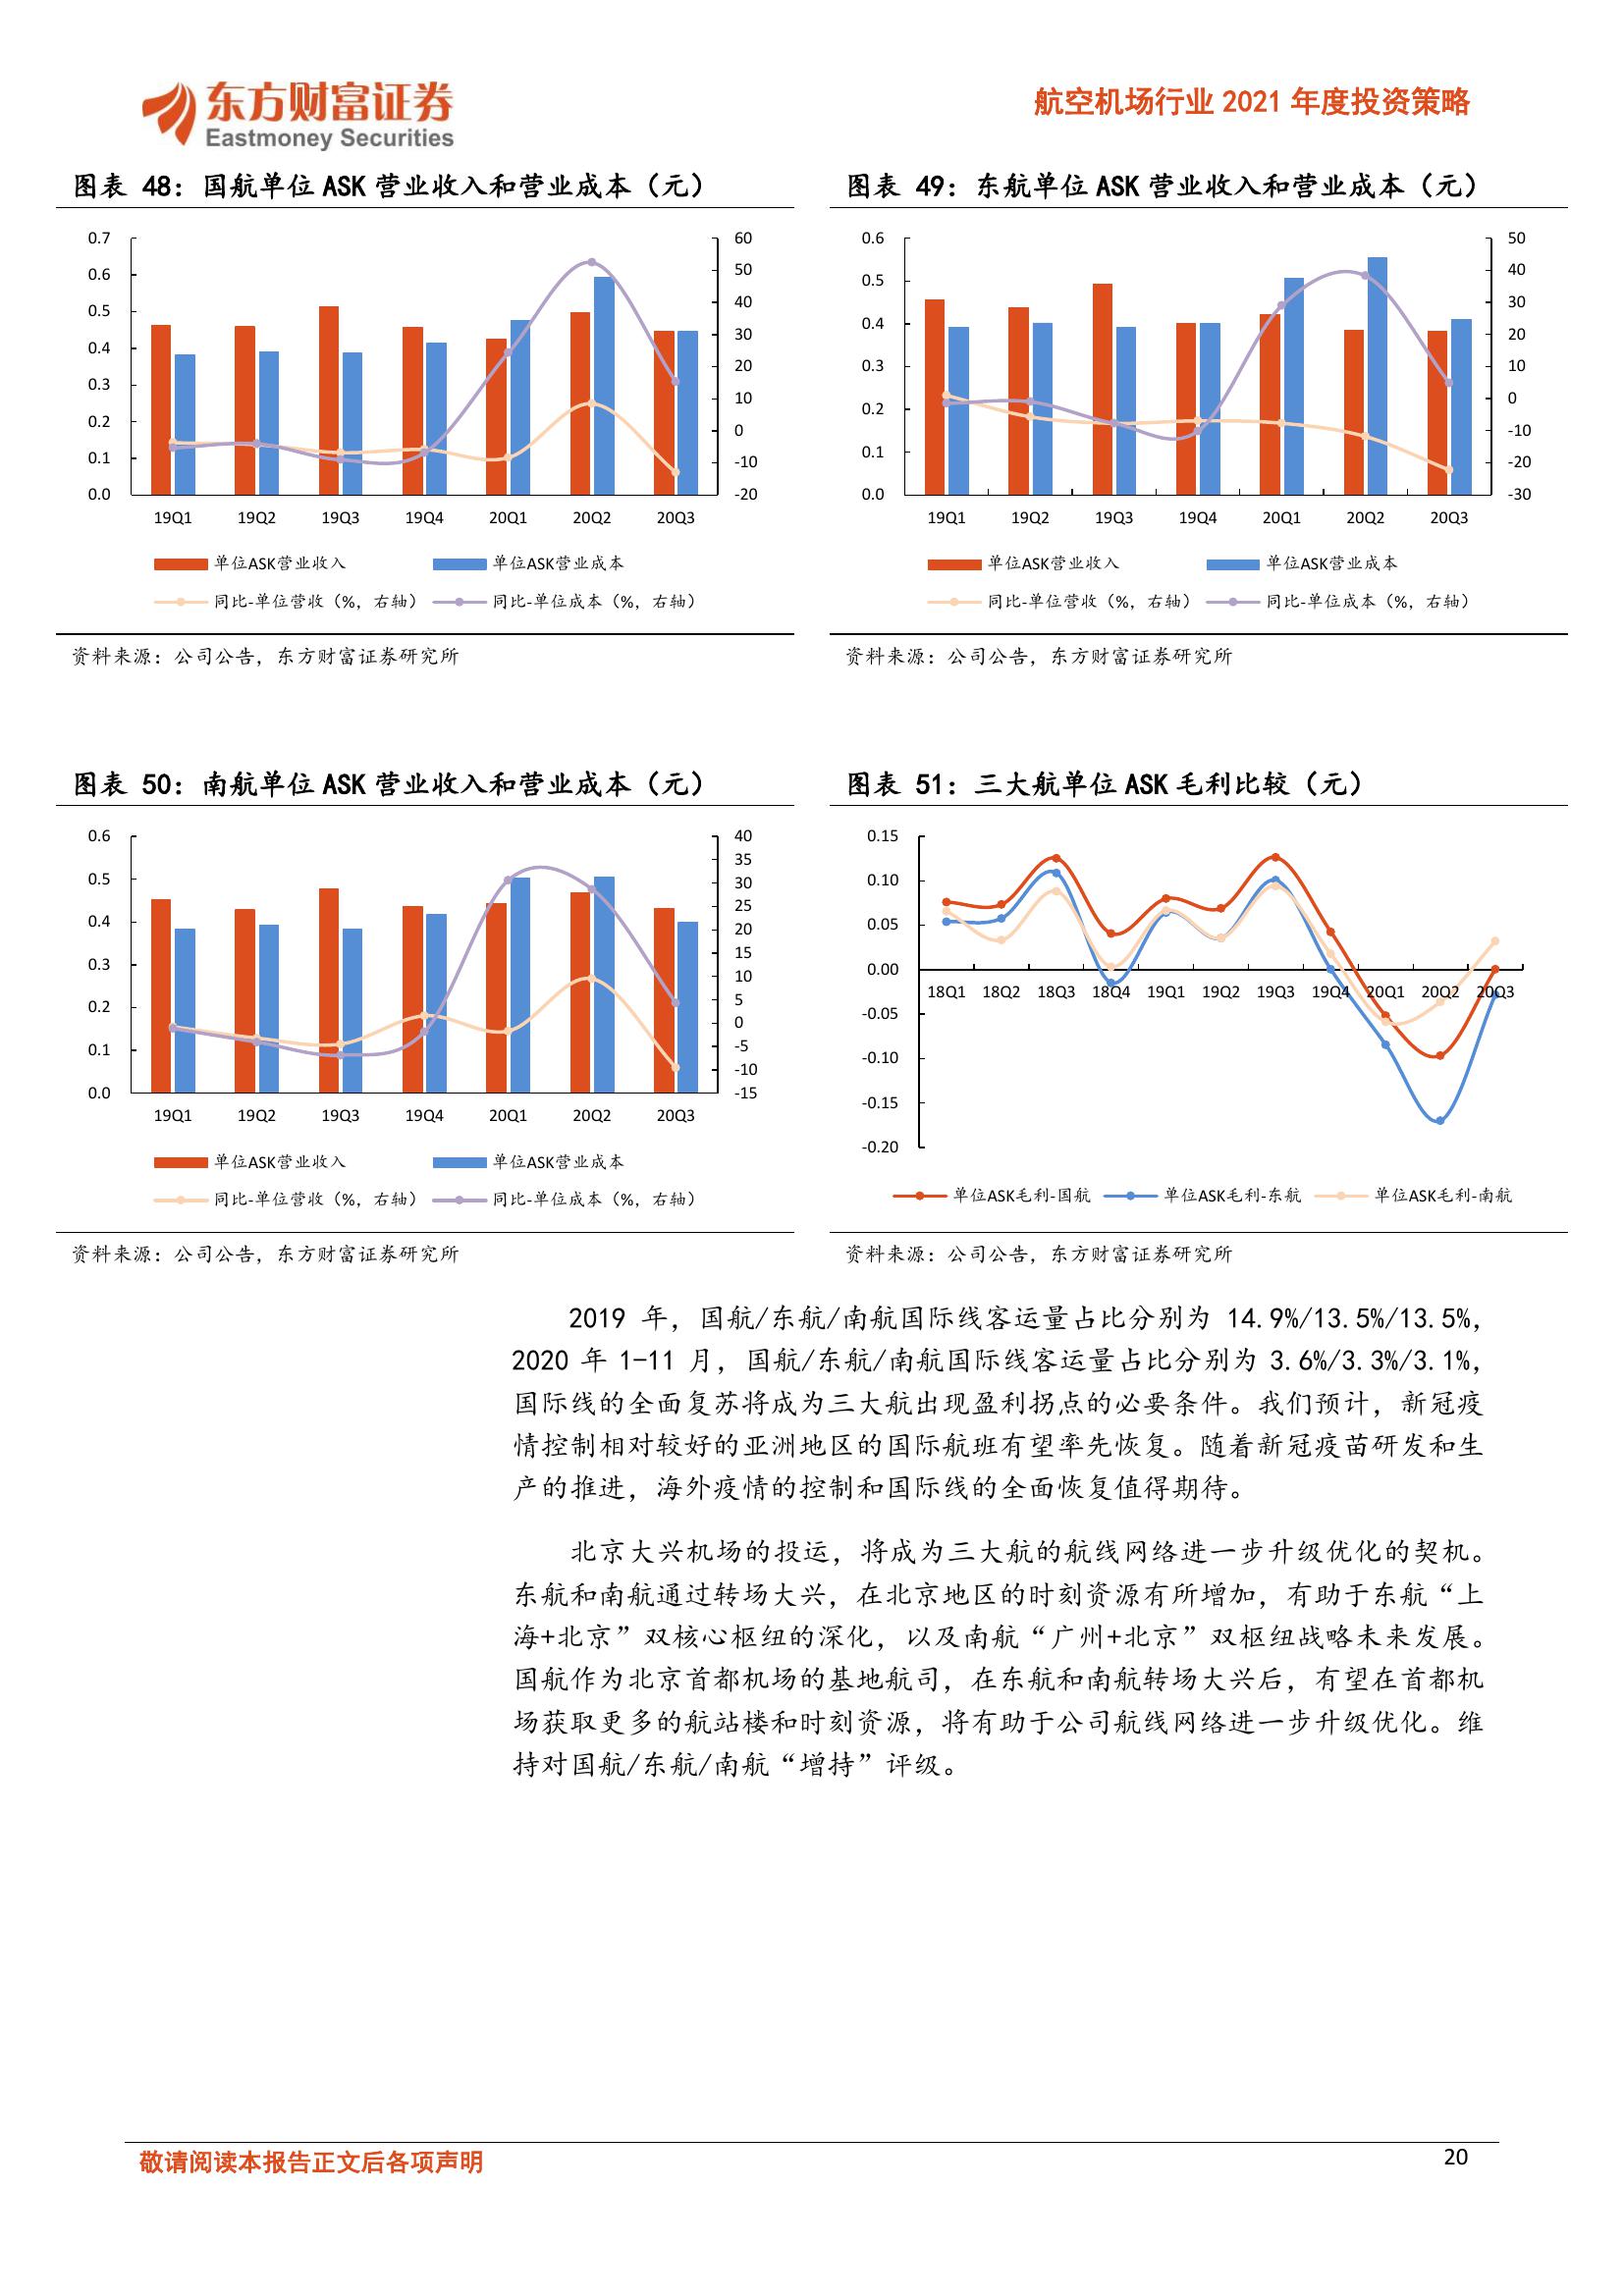 东方财富证券
Eastmoney Securities
航空机场行业 2021 年度投资策略
图表 48：国航单位 ASK 营业收入和营业成本（元）
0.7
0.6
0.5
0.4
0.3
0.2
0.1
0.0
60
50
40
30
20
10
0
-10
-20
19Q1 19Q2 19Q3 19Q4 20Q1 20Q2 20Q3
单位ASK营业收入 单位ASK营业成本
同比-单位营收（%，右轴） 同比-单位成本（%，右轴）
资料来源：公司公告，东方财富证券研究所
图表 49：东航单位 ASK 营业收入和营业成本（元）
0.6
0.5
0.4
0.3
0.2
0.1
0.0
50
40
30
20
10
0
-10
-20
-30
19Q1 19Q2 19Q3 19Q4 20Q1 20Q2 20Q3
单位ASK营业收入 单位ASK营业成本
同比-单位营收（%，右轴） 同比-单位成本（%，右轴）
资料来源：公司公告，东方财富证券研究所
图表 50：南航单位 ASK 营业收入和营业成本（元）
0.6
0.5
0.4
0.3
0.2
0.1
0.0
40
35
30
25
20
15
10
5
0
-5
-10
-15
19Q1 19Q2 19Q3 19Q4 20Q1 20Q2 20Q3
单位ASK营业收入 单位ASK营业成本
同比-单位营收（%，右轴） 同比-单位成本（%，右轴）
资料来源：公司公告，东方财富证券研究所
图表 51：三大航单位 ASK 毛利比较（元）
0.15
0.10
0.05
0.00
-0.05
-0.10
-0.15
-0.20
18Q1 18Q2 18Q3 18Q4 19Q1 19Q2 19Q3 19Q4 20Q1 20Q2 20Q3
单位ASK毛利-国航 单位ASK毛利-东航 单位ASK毛利-南航
资料来源：公司公告，东方财富证券研究所
2019 年，国航/东航/南航国际线客运量占比分别为 14.9%/13.5%/13.5%，
2020 年 1-11 月，国航/东航/南航国际线客运量占比分别为 3.6%/3.3%/3.1%，
国际线的全面复苏将成为三大航出现盈利拐点的必要条件。我们预计，新冠疫
情控制相对较好的亚洲地区的国际航班有望率先恢复。随着新冠疫苗研发和生
产的推进，海外疫情的控制和国际线的全面恢复值得期待。
北京大兴机场的投运，将成为三大航的航线网络进一步升级优化的契机。
东航和南航通过转场大兴，在北京地区的时刻资源有所增加，有助于东航“上
海+北京”双核心枢纽的深化，以及南航“广州+北京”双枢纽战略未来发展。
国航作为北京首都机场的基地航司，在东航和南航转场大兴后，有望在首都机
场获取更多的航站楼和时刻资源，将有助于公司航线网络进一步升级优化。维
持对国航/东航/南航“增持”评级。
敬请阅读本报告正文后各项声明
20